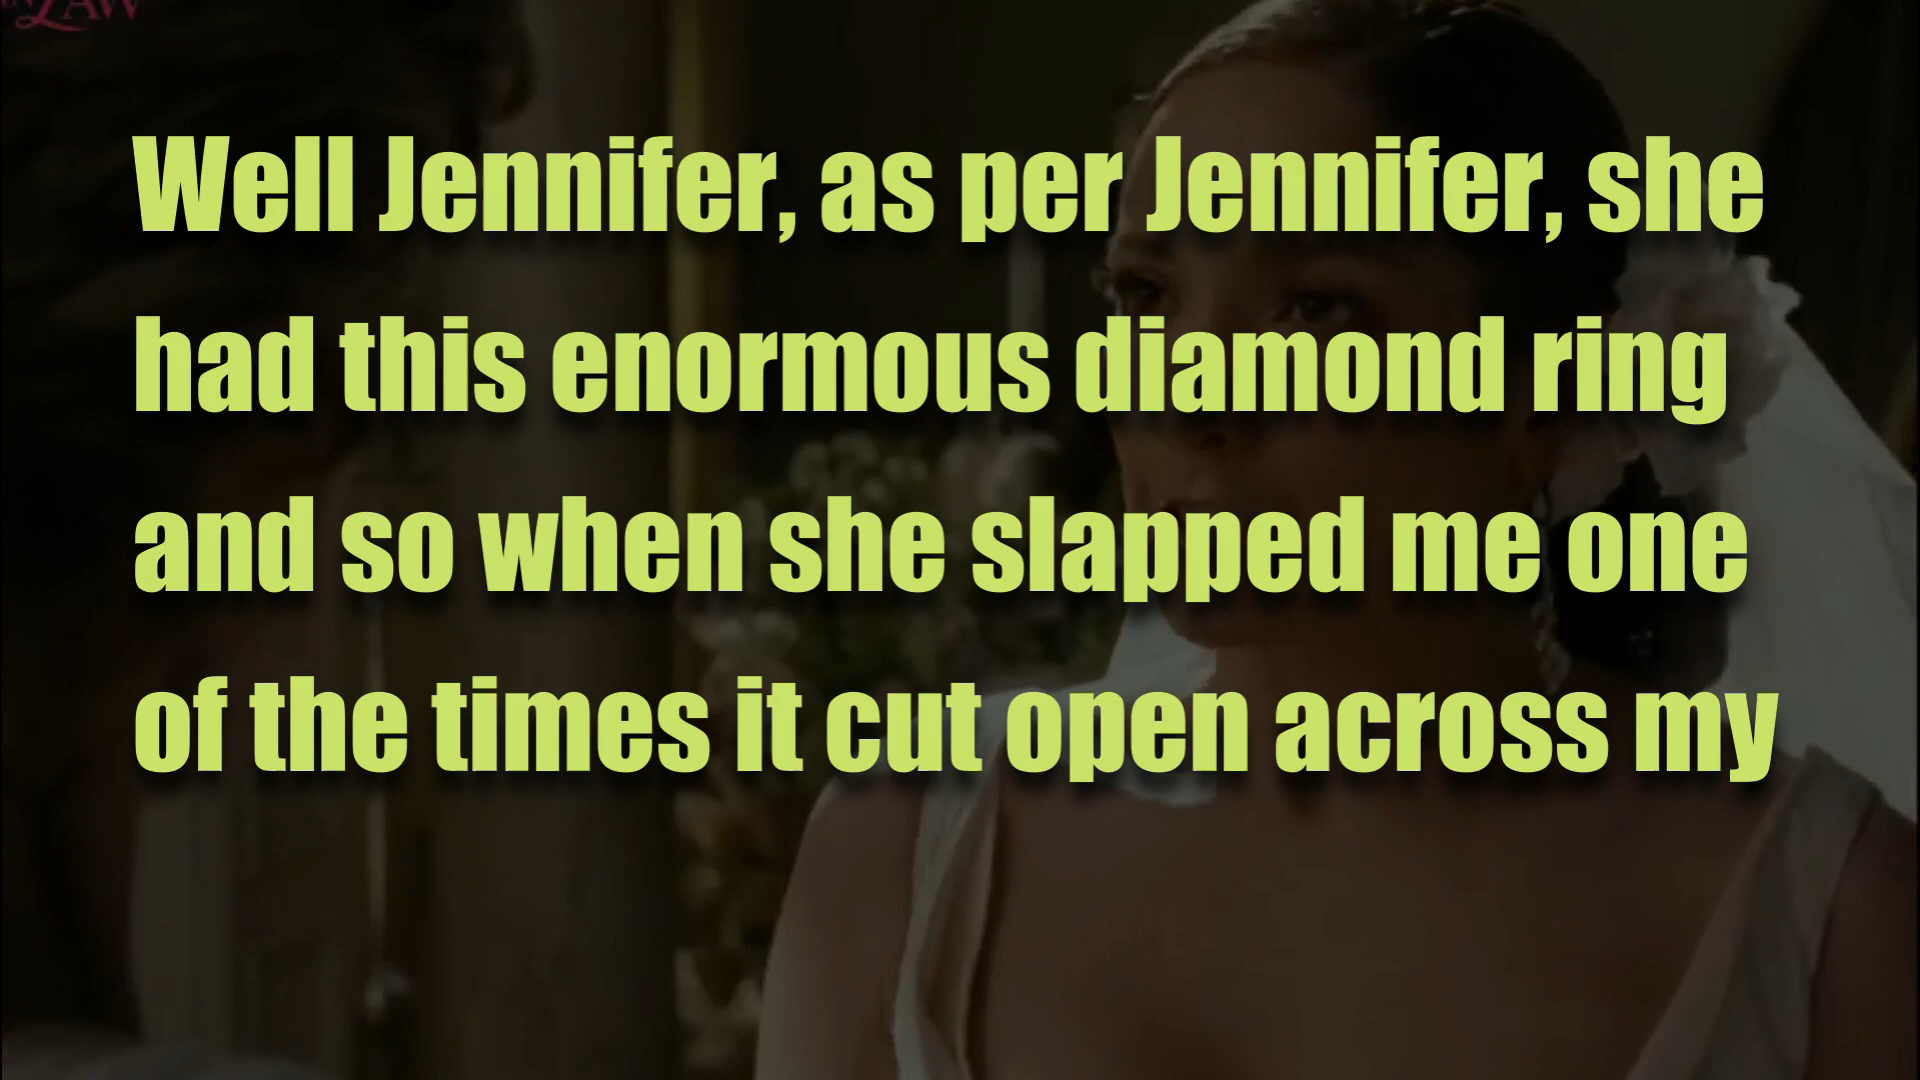 LAW
Well Jennifer, as per Jennifer, she
had this enormous diamond ring
and so when she slapped me one
of the times it cut open across my